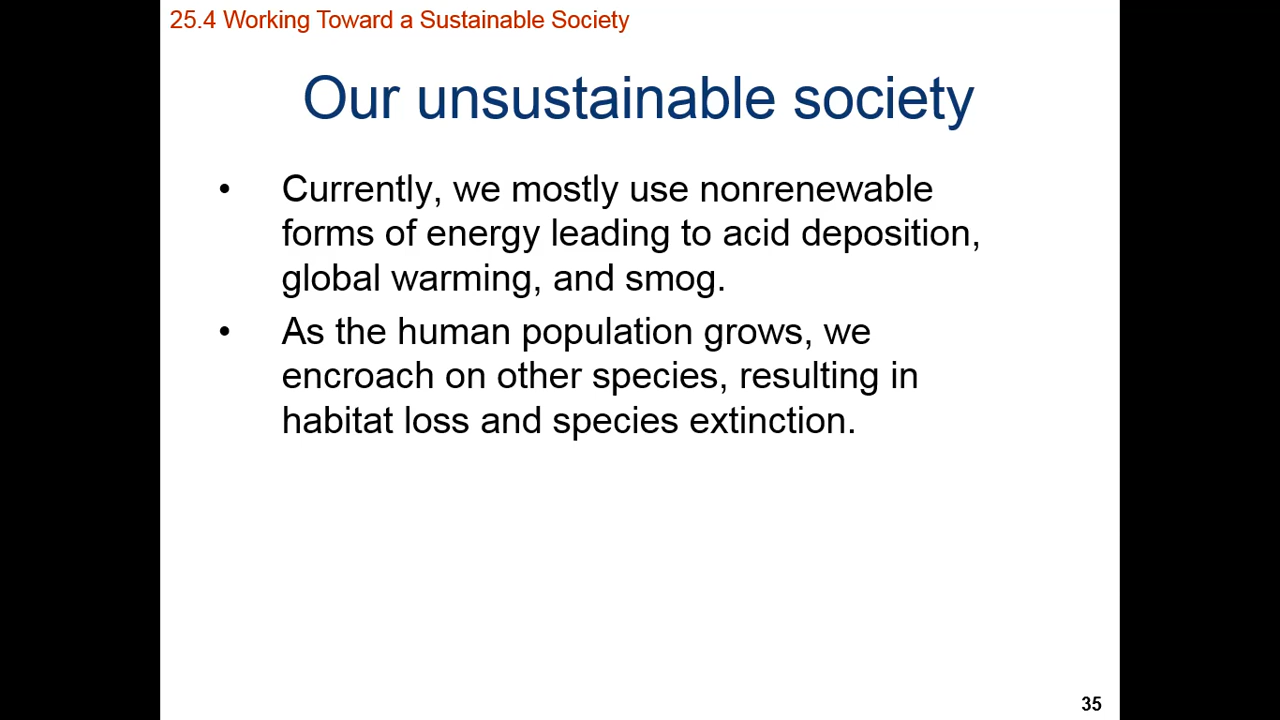 25.4 Working Toward a Sustainable Society
Our unsustainable society
• Currently, we mostly use nonrenewable
forms of energy leading to acid deposition,
global warming, and smog.
• As the human population grows, we
encroach on other species, resulting in
habitat loss and species extinction.
35